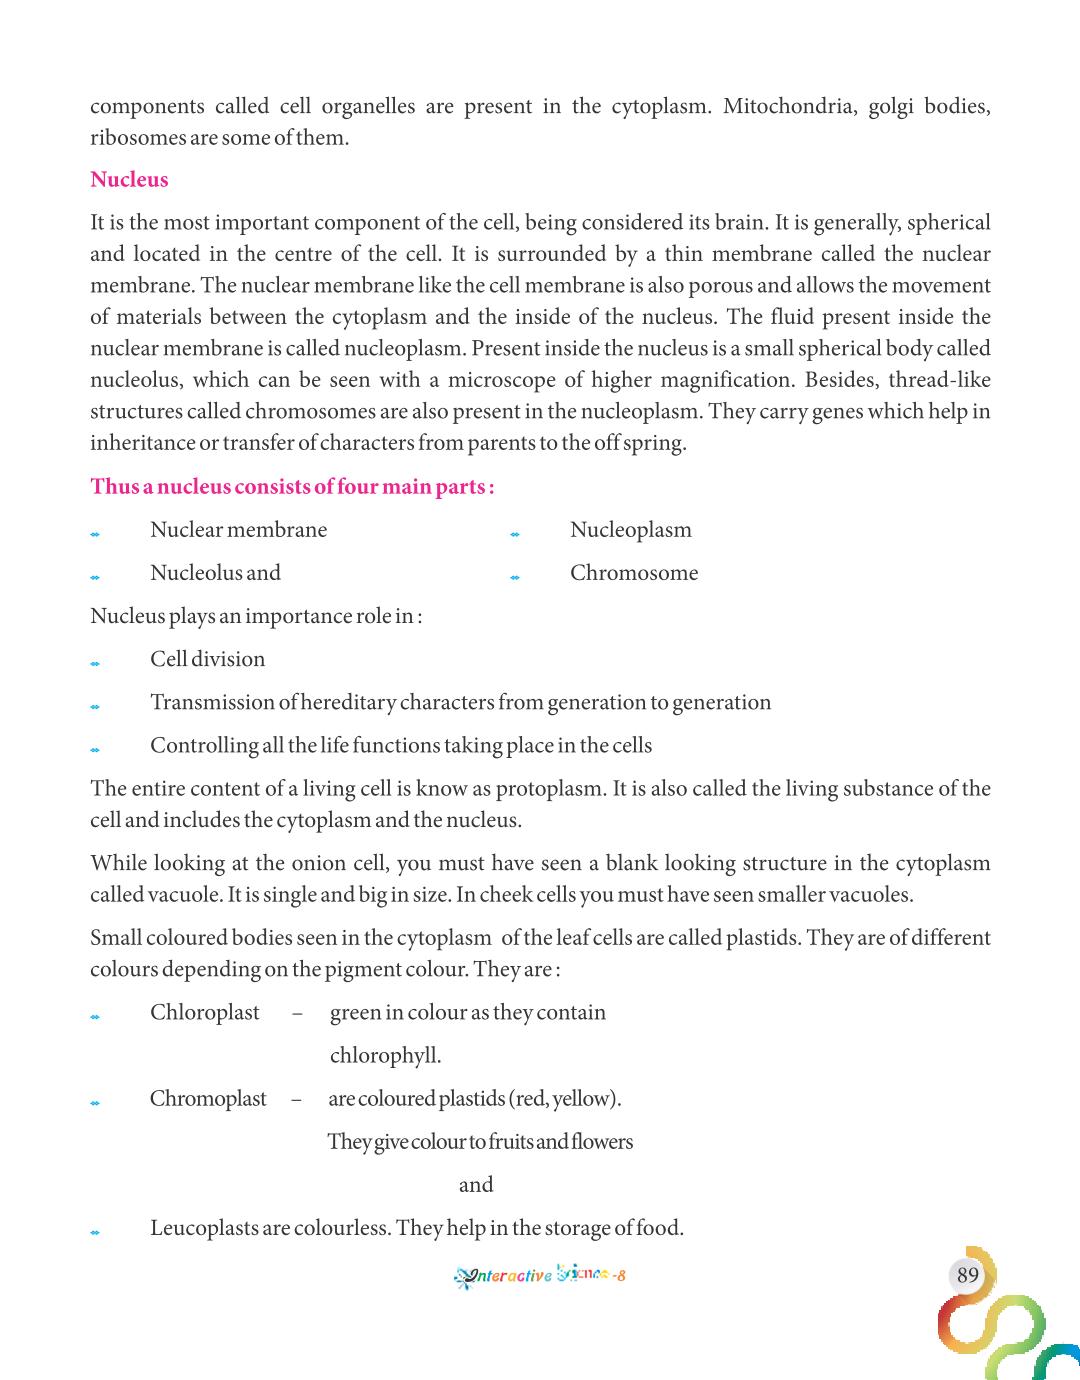 components called cell organelles are present in the cytoplasm. Mitochondria, golgi bodies,
ribosomes are some of them.
Nucleus
It is the most important component of the cell, being considered its brain. It is generally, spherical
and located in the centre of the cell. It is surrounded by a thin membrane called the nuclear
membrane. The nuclear membrane like the cell membrane is also porous and allows the movement
of materials between the cytoplasm and the inside of the nucleus. The fluid present inside the
nuclear membrane is called nucleoplasm. Present inside the nucleus is a small spherical body called
nucleolus, which can be seen with a microscope of higher magnification. Besides, thread-like
structures called chromosomes are also present in the nucleoplasm. They carry genes which help in
inheritance or transfer of characters from parents to the off spring.
Thus a nucleus consists of four main parts :
Nuclear membrane Nucleoplasm
Nucleolus and Chromosome
Nucleus plays an importance role in :
Cell division
Transmission of hereditary characters from generation to generation
Controlling all the life functions taking place in the cells
The entire content of a living cell is know as protoplasm. It is also called the living substance of the
cell and includes the cytoplasm and the nucleus.
While looking at the onion cell, you must have seen a blank looking structure in the cytoplasm
called vacuole. It is single and big in size. In cheek cells you must have seen smaller vacuoles.
Small coloured bodies seen in the cytoplasm of the leaf cells are called plastids. They are of different
colours depending on the pigment colour. They are :
Chloroplast – green in colour as they contain
chlorophyll.
Chromoplast – are coloured plastids (red, yellow).
They give colour to fruits and flowers
and
Leucoplasts are colourless. They help in the storage of food.
Interactive Science -8
89